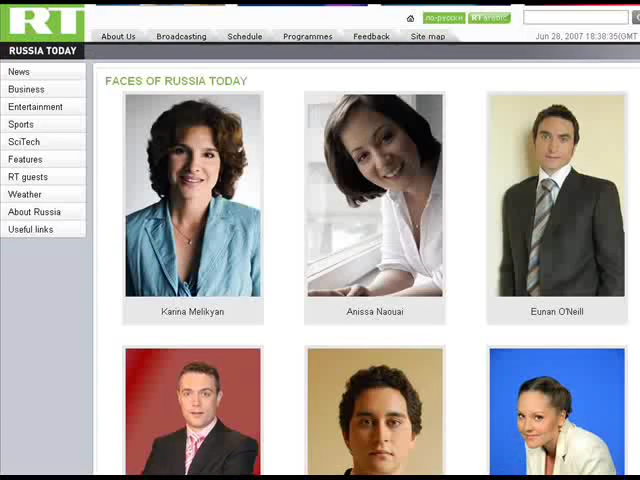 RT
RUSSIA TODAY
по-русски
RT arabic
About Us
Broadcasting
Schedule
Programmes
Feedback
Site map
Jun 28, 2007 18:38:35(GMT
News
Business
Entertainment
Sports
SciTech
Features
RT guests
Weather
About Russia
Useful links
FACES OF RUSSIA TODAY
Karina Melikyan
Anissa Naouai
Eunan O'Neill